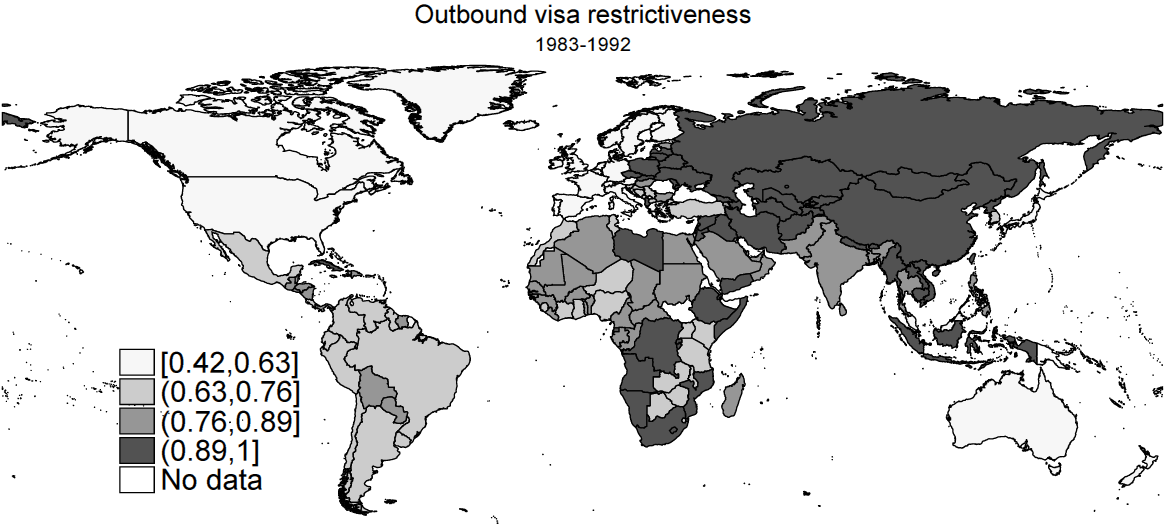 Outbound visa restrictiveness
1983-1992
[0.42,0.63]
(0.63,0.76]
(0.76,0.89]
(0.89,1]
No data